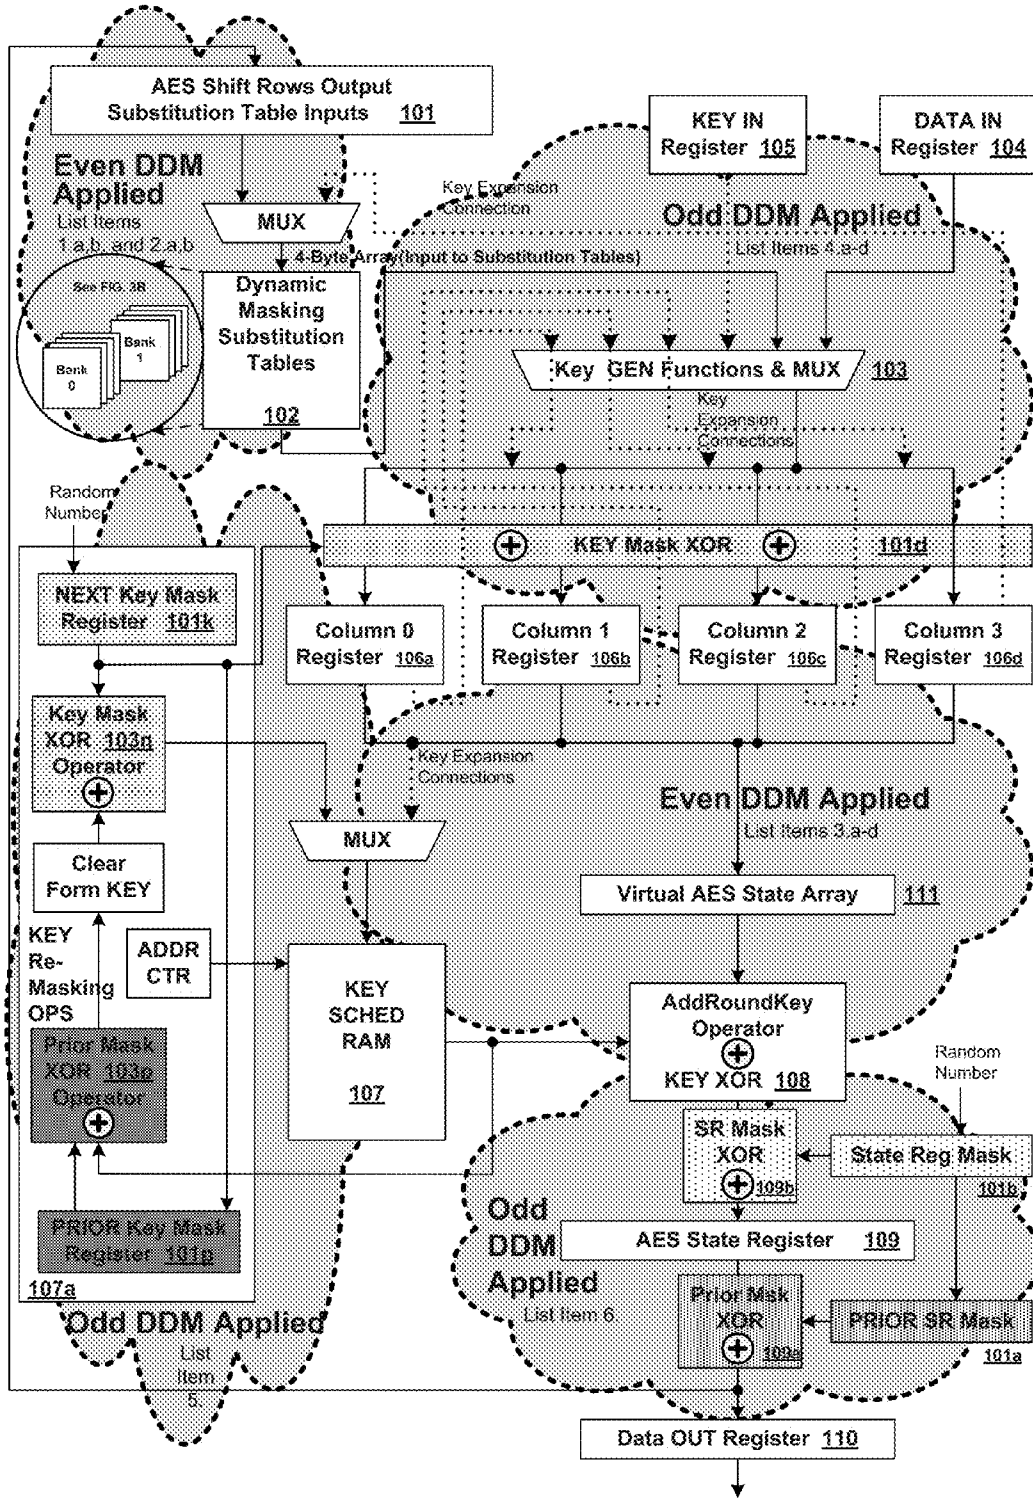 AES Shift Rows Output
Substitution Table Inputs 101
KEY IN
Register 105
DATA IN
Register 104
Even DDM
Applied
List Items
1.a,b, and 2.a,b
Key Expansion
Connection
Odd DDM Applied
List Items 4.a-d
MUX
4-Byte Array(Input to Substitution Tables)
See FIG. 3B
Bank
1
Bank
0
Dynamic
Masking
Substitution
Tables
102
Key GEN Functions & MUX 103
Key
Expansion
Connections
Random
Number
KEY Mask XOR 101d
NEXT Key Mask
Register 101k
Column 0
Register 106a
Column 1
Register 106b
Column 2
Register 106c
Column 3
Register 106d
Key Mask
XOR 103n
Operator
Key Expansion
Connections
Even DDM Applied
List Items 3.a-d
MUX
Clear
Form KEY
Virtual AES State Array 111
KEY
Re-
Masking
OPS
ADDR
CTR
KEY
SCHED
RAM
107
AddRoundKey
Operator
KEY XOR 108
Prior Mask
XOR 103p
Operator
Random
Number
SR Mask
XOR
109b
State Reg Mask
101b
PRIOR Key Mask
Register 101p
107a
Odd
DDM
Applied
List Item 6.
AES State Register 109
Prior Msk
XOR
109a
PRIOR SR Mask
101a
Odd DDM Applied
List
Item
5.
Data OUT Register 110